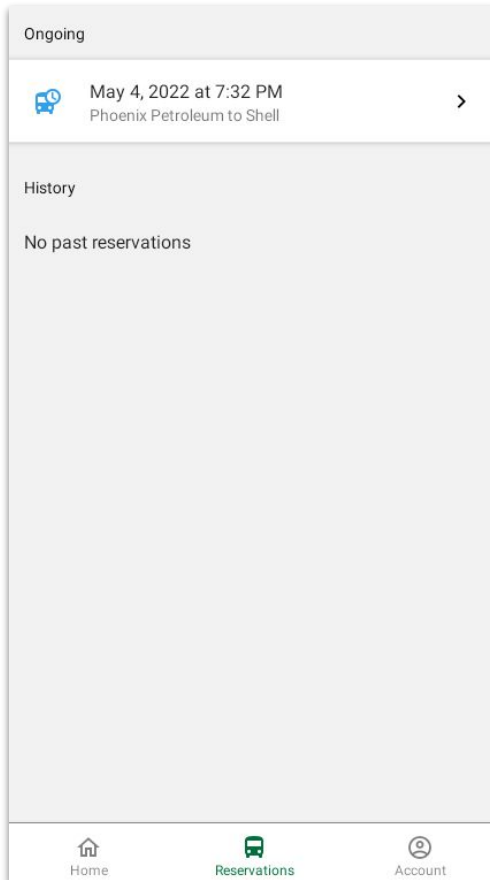 Ongoing
May 4, 2022 at 7:32 PM
Phoenix Petroleum to Shell
History
No past reservations
Home
Reservations
Account